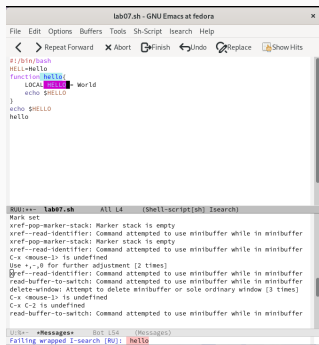 lab07.sh - GNU Emacs at fedora
File Edit Options Buffers Tools Sh-Script Isearch Help
Repeat Forward Abort Finish Undo Replace Show Hits
#!/bin/bash
HELL=Hello
function hello(
LOCAL HELLO = World
echo $HELLO
}
echo $HELLO
hello
RUU:**- lab07.sh All L4 (Shell-script[sh] Isearch)
Mark set
xref-pop-marker-stack: Marker stack is empty
xref--read-identifier: Command attempted to use minibuffer while in minibuffer
xref-pop-marker-stack: Marker stack is empty
xref--read-identifier: Command attempted to use minibuffer while in minibuffer
C-x <mouse-1> is undefined
Use +,-,0 for further adjustment [2 times]
xref--read-identifier: Command attempted to use minibuffer while in minibuffer
read-buffer-to-switch: Command attempted to use minibuffer while in minibuffer
delete-window: Attempt to delete minibuffer or sole ordinary window [3 times]
C-x <mouse-1> is undefined
C-x C-2 is undefined
read-buffer-to-switch: Command attempted to use minibuffer while in minibuffer
U:%*- *Messages* Bot L54 (Messages)
Failing wrapped I-search [RU]: hello